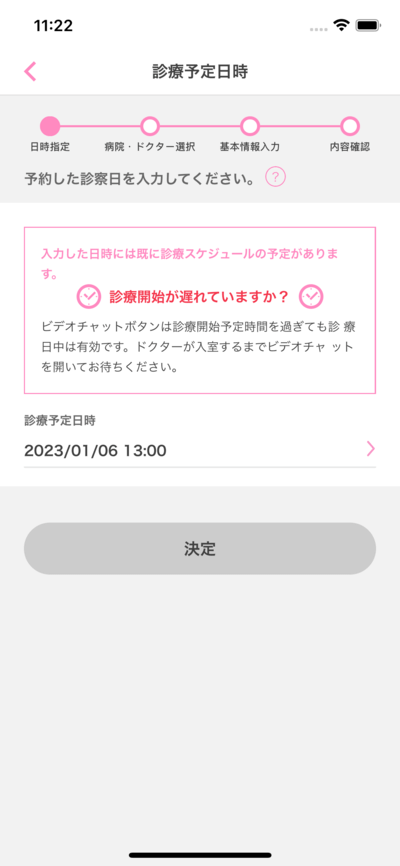 11:22
診療予定日時
日時指定
病院・ドクター選択
基本情報入力
内容確認
予約した診察日を入力してください。 ?
入力した日時には既に診療スケジュールの予定がありま
す。
診療開始が遅れていますか？
ビデオチャットボタンは診療開始予定時間を過ぎても診 療
日中は有効です。ドクターが入室するまでビデオチャ ット
を開いてお待ちください。
診療予定日時
2023/01/06 13:00
決定